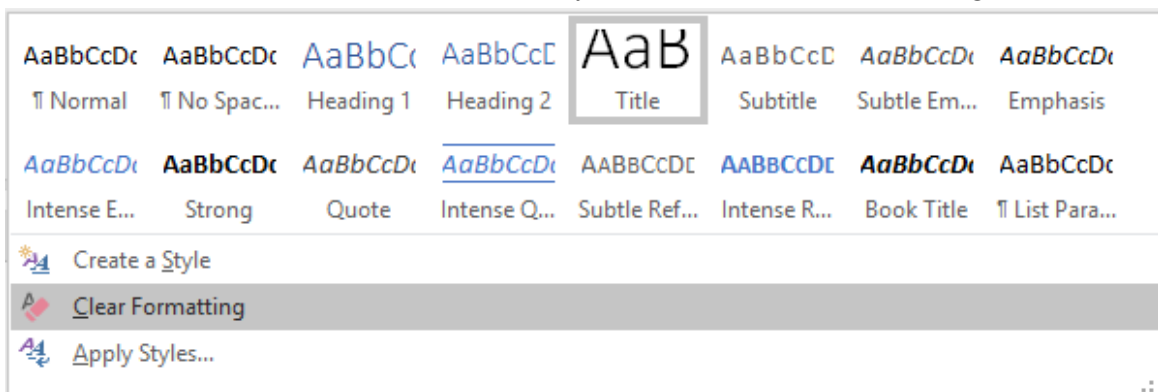 AaBbCcDc AaBbCcDc AaBbCc AaBbCcD AaB AaBbCcD AaBbCcDc AaBbCcDc
¶ Normal ¶ No Spac... Heading 1 Heading 2 Title Subtitle Subtle Em... Emphasis
AaBbCcDc AaBbCcDc AaBbCcDc AaBbCcDc AABBCCDD AABBCCDD AaBbCcDc AaBbCcDc
Intense E... Strong Quote Intense Q... Subtle Ref... Intense R... Book Title ¶ List Para...
Create a Style
Clear Formatting
Apply Styles...